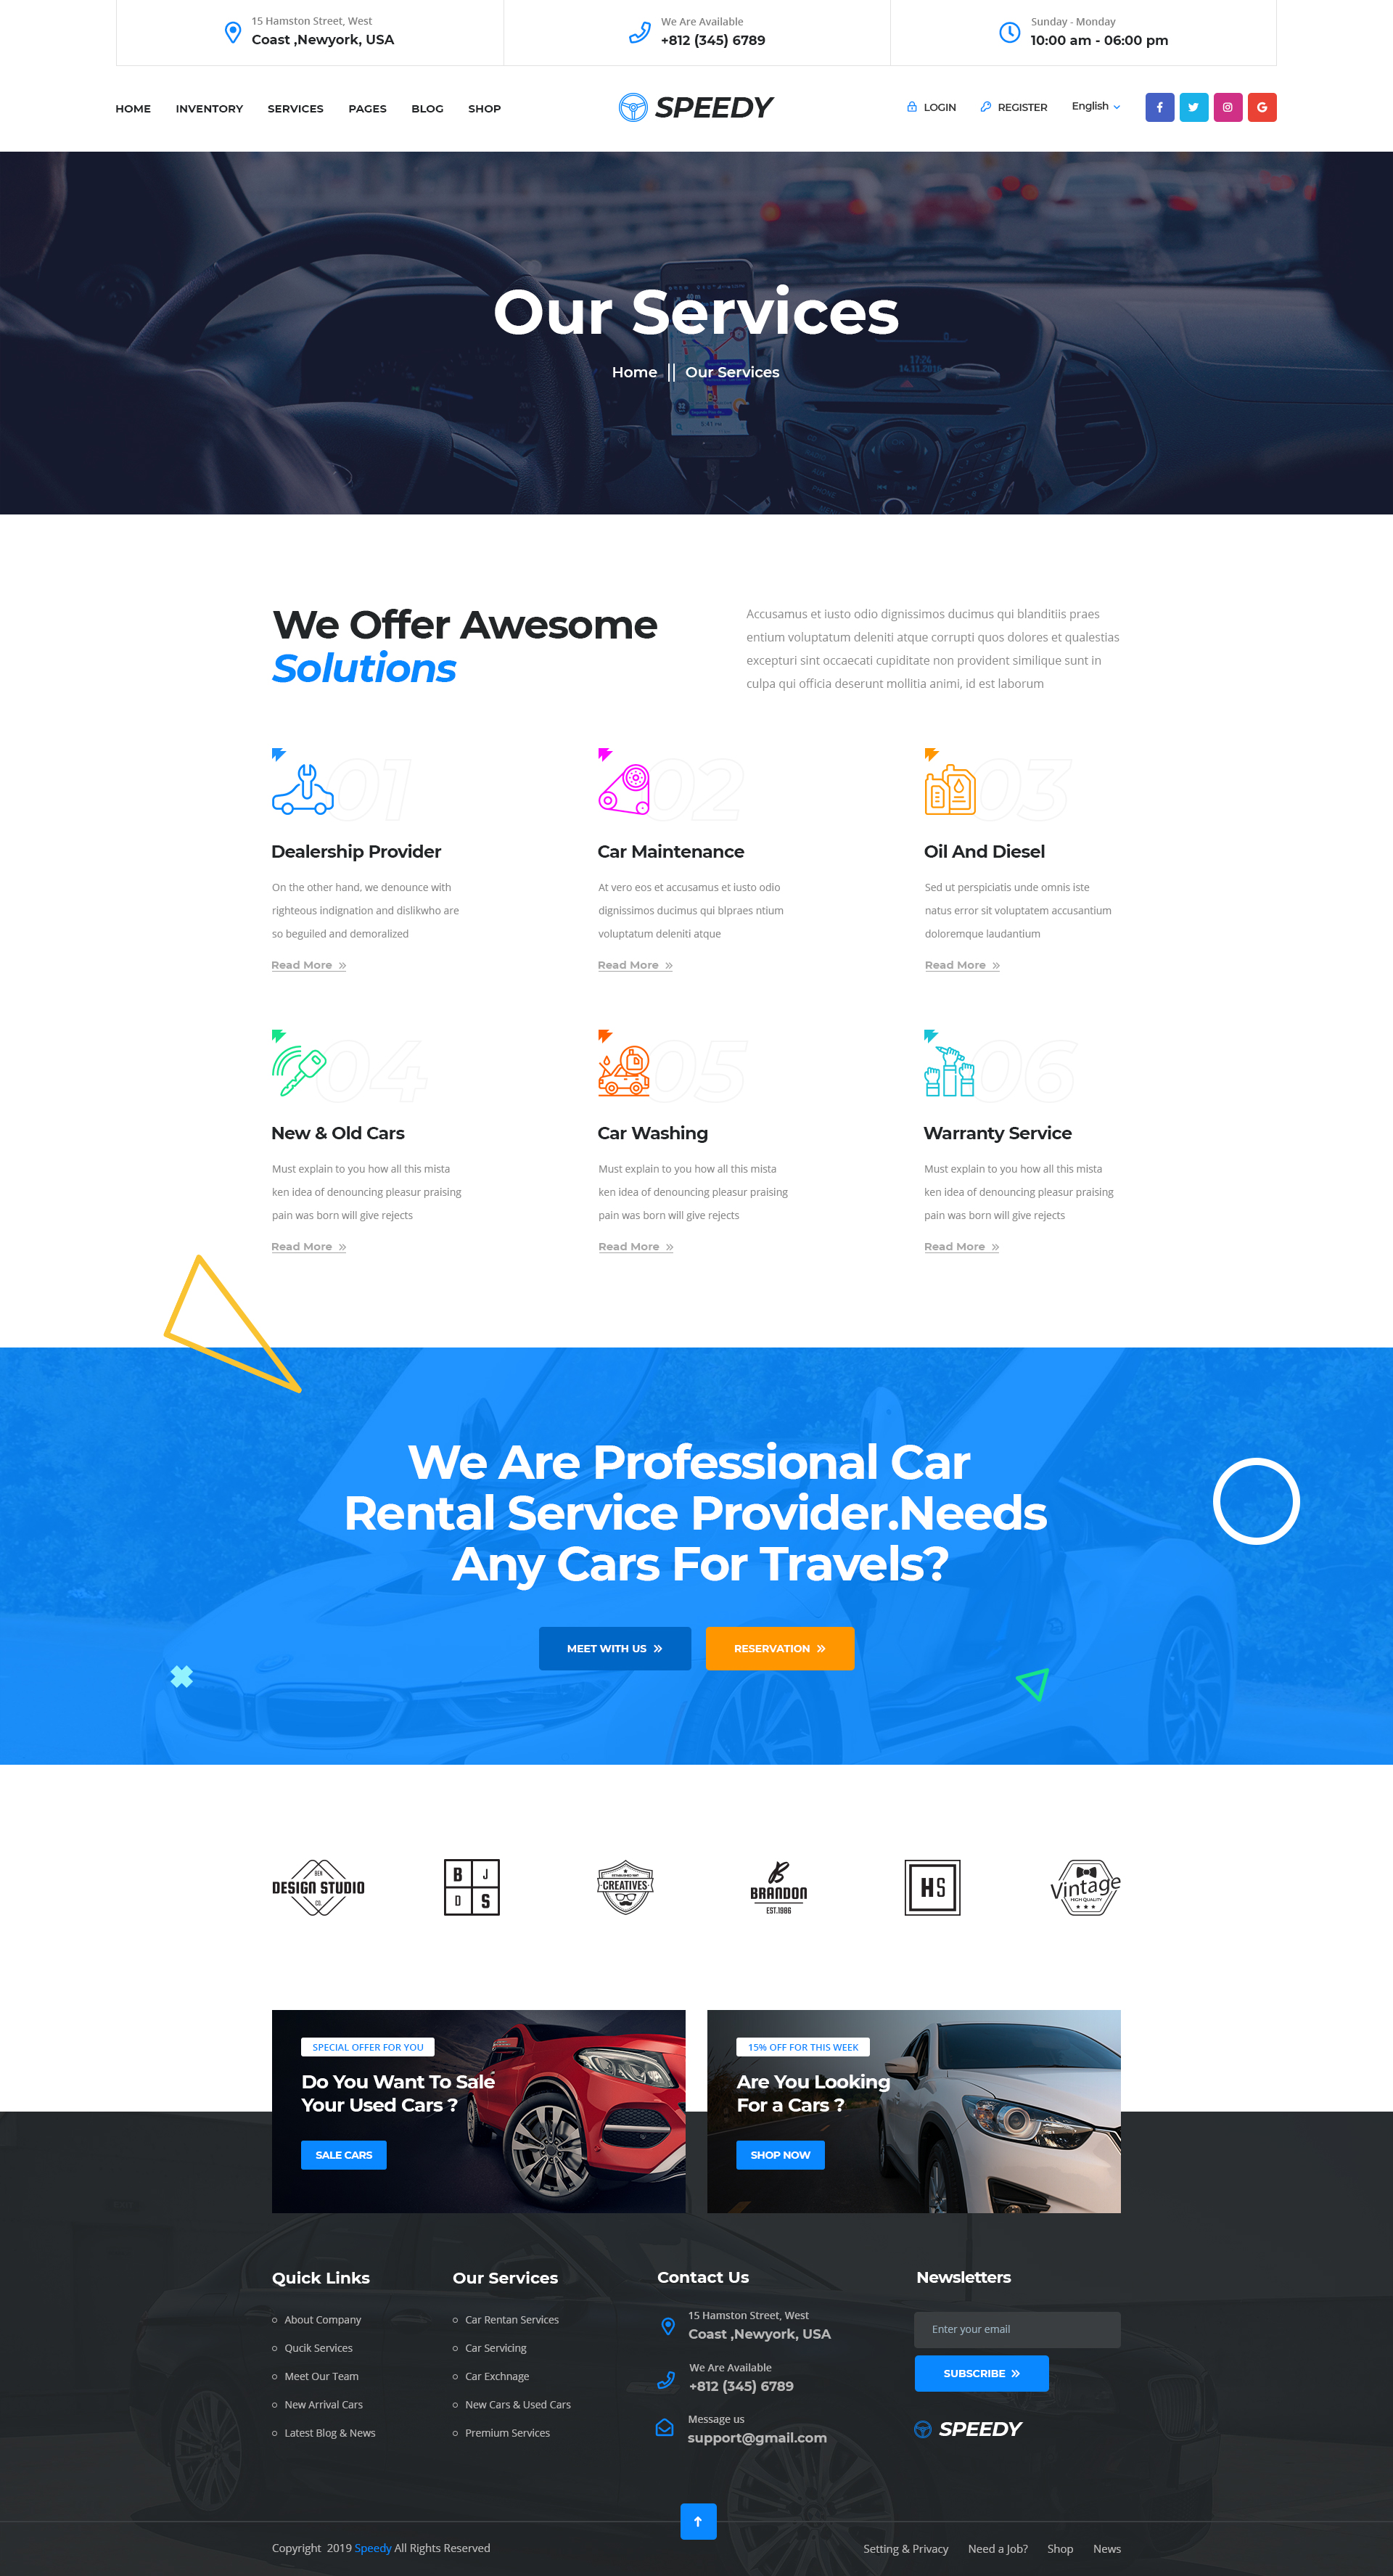 15 Hamston Street, West
Coast ,Newyork, USA
We Are Available
+812 (345) 6789
Sunday - Monday
10:00 am - 06:00 pm
HOME INVENTORY SERVICES PAGES BLOG SHOP
SPEEDY
LOGIN REGISTER English
Our Services
Home || Our Services
We Offer Awesome
Solutions
Accusamus et iusto odio dignissimos ducimus qui blanditiis praes
entium voluptatum deleniti atque corrupti quos dolores et qualestias
excepturi sint occaecati cupiditate non provident similique sunt in
culpa qui officia deserunt mollitia animi, id est laborum
01
Dealership Provider
On the other hand, we denounce with
righteous indignation and dislikwho are
so beguiled and demoralized
Read More
02
Car Maintenance
At vero eos et accusamus et iusto odio
dignissimos ducimus qui blpraes ntium
voluptatum deleniti atque
Read More
03
Oil And Diesel
Sed ut perspiciatis unde omnis iste
natus error sit voluptatem accusantium
doloremque laudantium
Read More
04
New & Old Cars
Must explain to you how all this mista
ken idea of denouncing pleasur praising
pain was born will give rejects
Read More
05
Car Washing
Must explain to you how all this mista
ken idea of denouncing pleasur praising
pain was born will give rejects
Read More
06
Warranty Service
Must explain to you how all this mista
ken idea of denouncing pleasur praising
pain was born will give rejects
Read More
We Are Professional Car
Rental Service Provider.Needs
Any Cars For Travels?
MEET WITH US
RESERVATION
BEN
DESIGN STUDIO
CO.
B J
D S
CREATIVES
BRANDON
EST.1986
HS
Vintage
HIGH QUALITY
SPECIAL OFFER FOR YOU
Do You Want To Sale
Your Used Cars ?
SALE CARS
15% OFF FOR THIS WEEK
Are You Looking
For a Cars ?
SHOP NOW
Quick Links
About Company
Qucik Services
Meet Our Team
New Arrival Cars
Latest Blog & News
Our Services
Car Rentan Services
Car Servicing
Car Exchnage
New Cars & Used Cars
Premium Services
Contact Us
15 Hamston Street, West
Coast ,Newyork, USA
We Are Available
+812 (345) 6789
Message us
support@gmail.com
Newsletters
Enter your email
SUBSCRIBE
SPEEDY
Copyright 2019 Speedy All Rights Reserved
Setting & Privacy Need a Job? Shop News